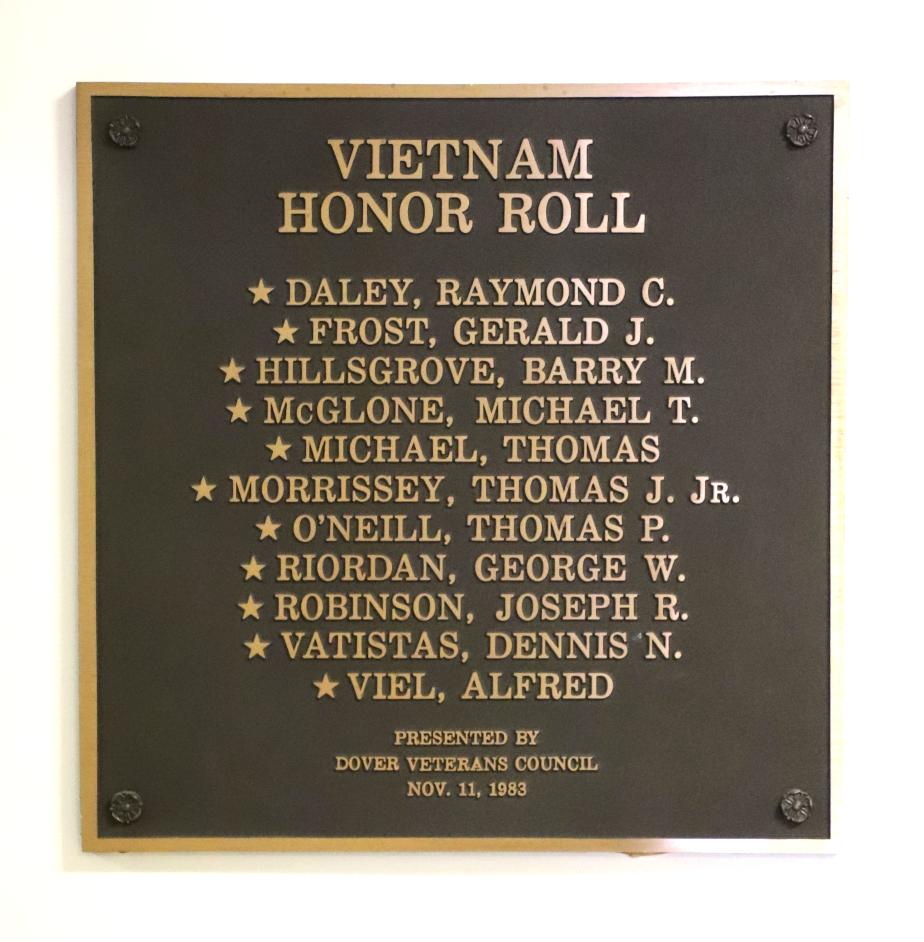 VIETNAM
HONOR ROLL
★ DALEY, RAYMOND C.
★ FROST, GERALD J.
★ HILLSGROVE, BARRY M.
★ McGLONE, MICHAEL T.
★ MICHAEL, THOMAS
★ MORRISSEY, THOMAS J. JR.
★ O'NEILL, THOMAS P.
★ RIORDAN, GEORGE W.
★ ROBINSON, JOSEPH R.
★ VATISTAS, DENNIS N.
★ VIEL, ALFRED
PRESENTED BY
DOVER VETERANS COUNCIL
NOV. 11, 1983